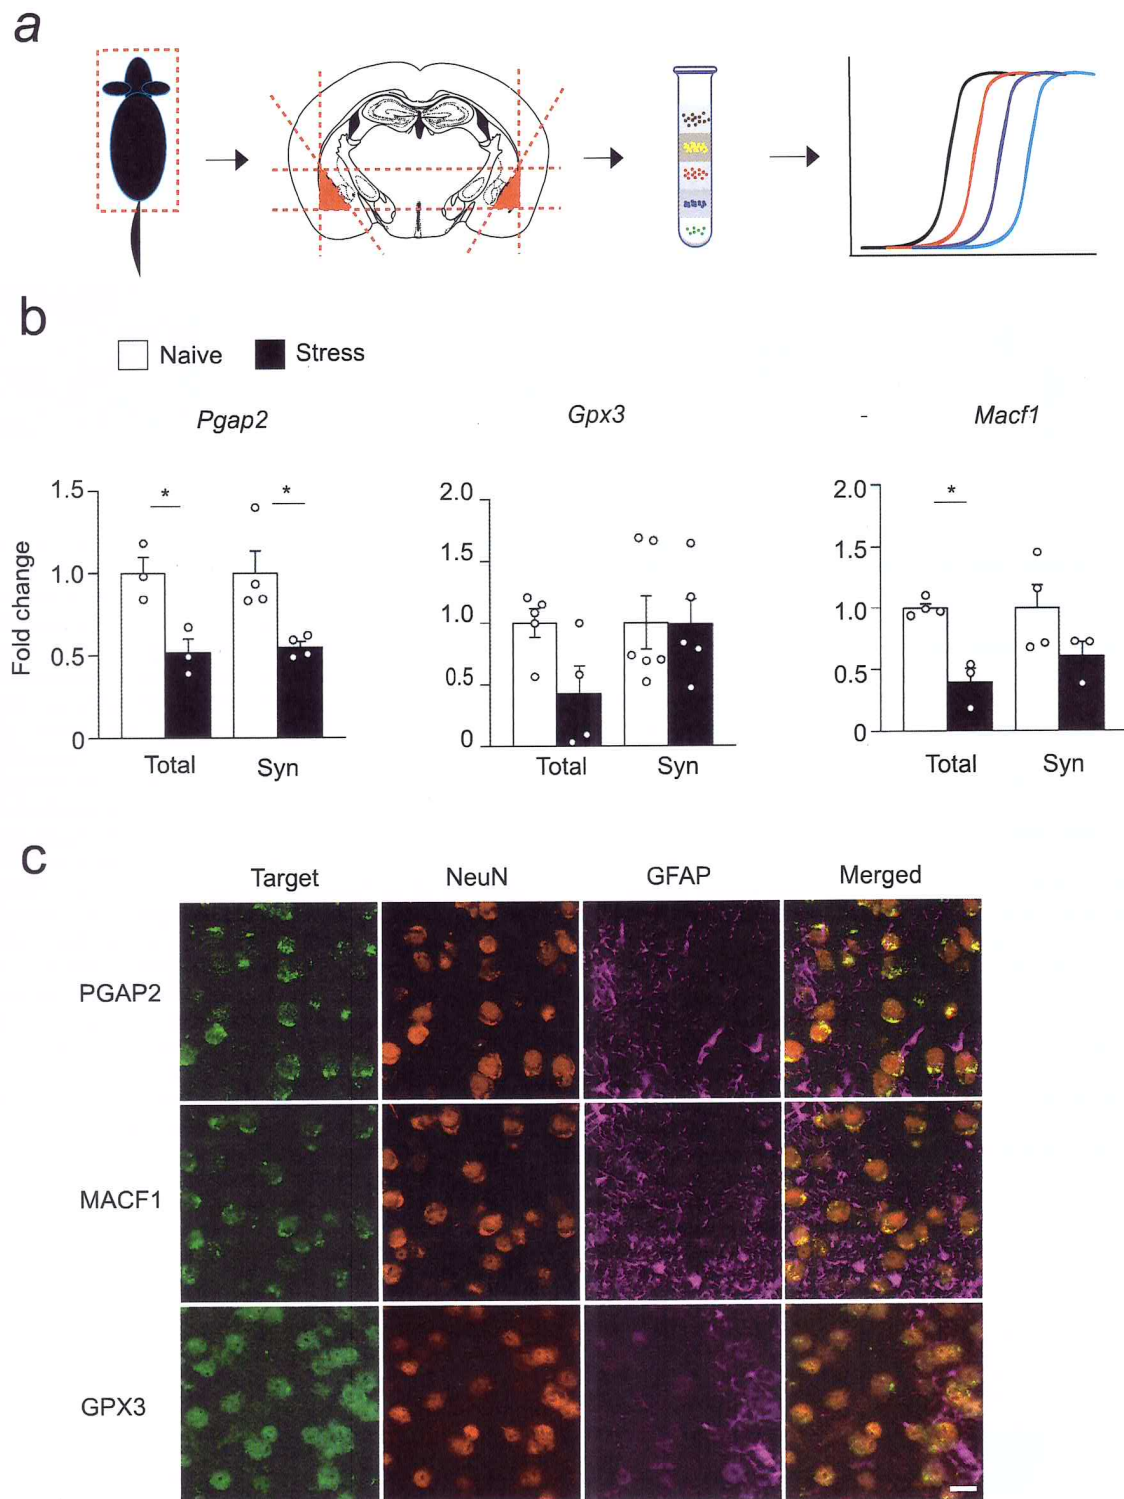 a
b
Naive Stress
Pgap2 Gpx3 - Macf1
Fold change
1.5
1.0
0.5
0
Total Syn
2.0
1.5
1.0
0.5
0
Total Syn
2.0
1.5
1.0
0.5
0
Total Syn
* * *
c
Target NeuN GFAP Merged
PGAP2
MACF1
GPX3